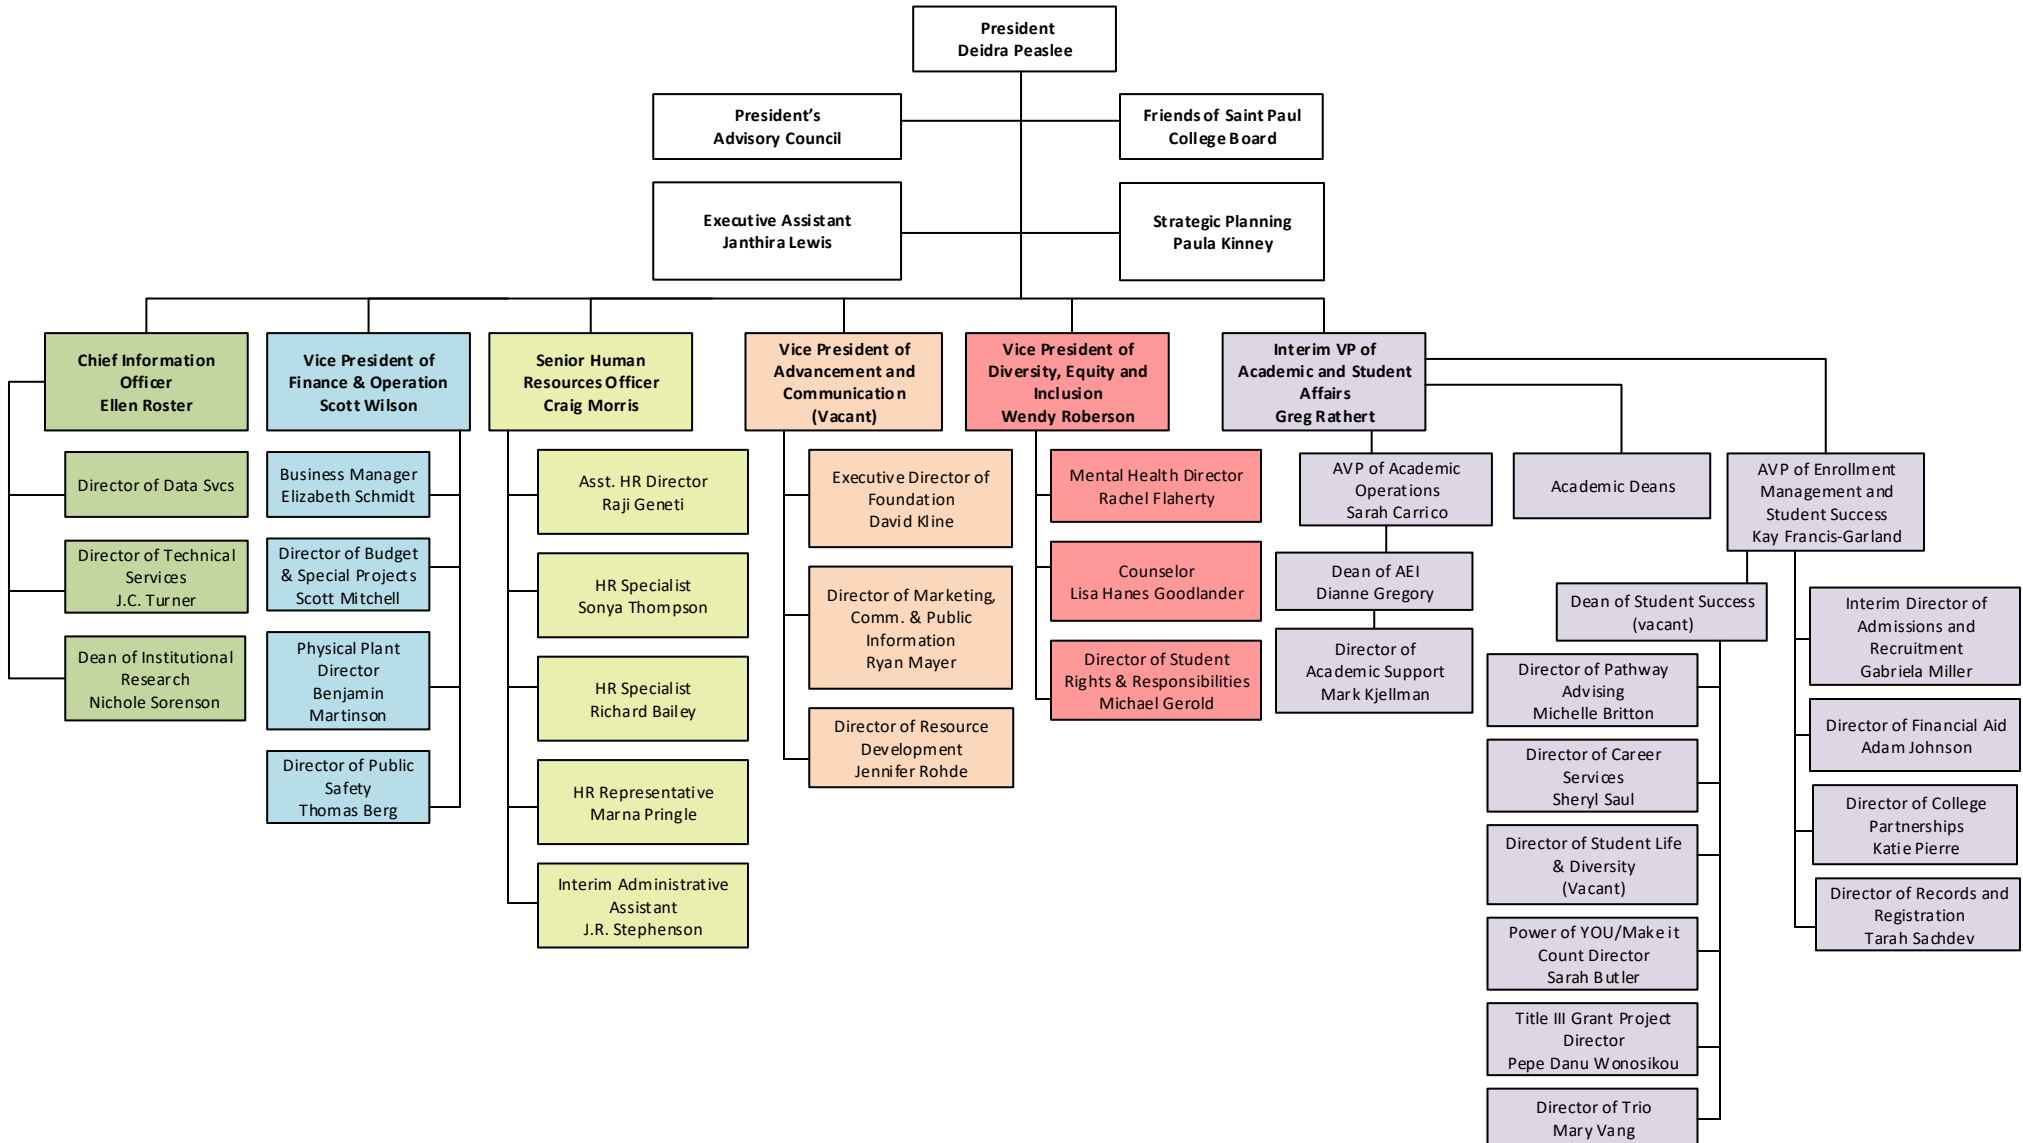 President
Deidra Peaslee
President's
Advisory Council
Friends of Saint Paul
College Board
Executive Assistant
Janthira Lewis
Strategic Planning
Paula Kinney
Chief Information
Officer
Ellen Roster
Director of Data Svcs
Director of Technical
Services
J.C. Turner
Dean of Institutional
Research
Nichole Sorenson
Vice President of
Finance & Operation
Scott Wilson
Business Manager
Elizabeth Schmidt
Director of Budget
& Special Projects
Scott Mitchell
Physical Plant
Director
Benjamin
Martinson
Director of Public
Safety
Thomas Berg
Senior Human
Resources Officer
Craig Morris
Asst. HR Director
Raji Geneti
HR Specialist
Sonya Thompson
HR Specialist
Richard Bailey
HR Representative
Marna Pringle
Interim Administrative
Assistant
J.R. Stephenson
Vice President of
Advancement and
Communication
(Vacant)
Executive Director of
Foundation
David Kline
Director of Marketing,
Comm. & Public
Information
Ryan Mayer
Director of Resource
Development
Jennifer Rohde
Vice President of
Diversity, Equity and
Inclusion
Wendy Roberson
Mental Health Director
Rachel Flaherty
Counselor
Lisa Hanes Goodlander
Director of Student
Rights & Responsibilities
Michael Gerold
Interim VP of
Academic and Student
Affairs
Greg Rathert
AVP of Academic
Operations
Sarah Carrico
Dean of AEI
Dianne Gregory
Director of
Academic Support
Mark Kjellman
Academic Deans
AVP of Enrollment
Management and
Student Success
Kay Francis-Garland
Dean of Student Success
(vacant)
Director of Pathway
Advising
Michelle Britton
Director of Career
Services
Sheryl Saul
Director of Student Life
& Diversity
(Vacant)
Power of YOU/Make it
Count Director
Sarah Butler
Title III Grant Project
Director
Pepe Danu Wonosikou
Director of Trio
Mary Vang
Interim Director of
Admissions and
Recruitment
Gabriela Miller
Director of Financial Aid
Adam Johnson
Director of College
Partnerships
Katie Pierre
Director of Records and
Registration
Tarah Sachdev